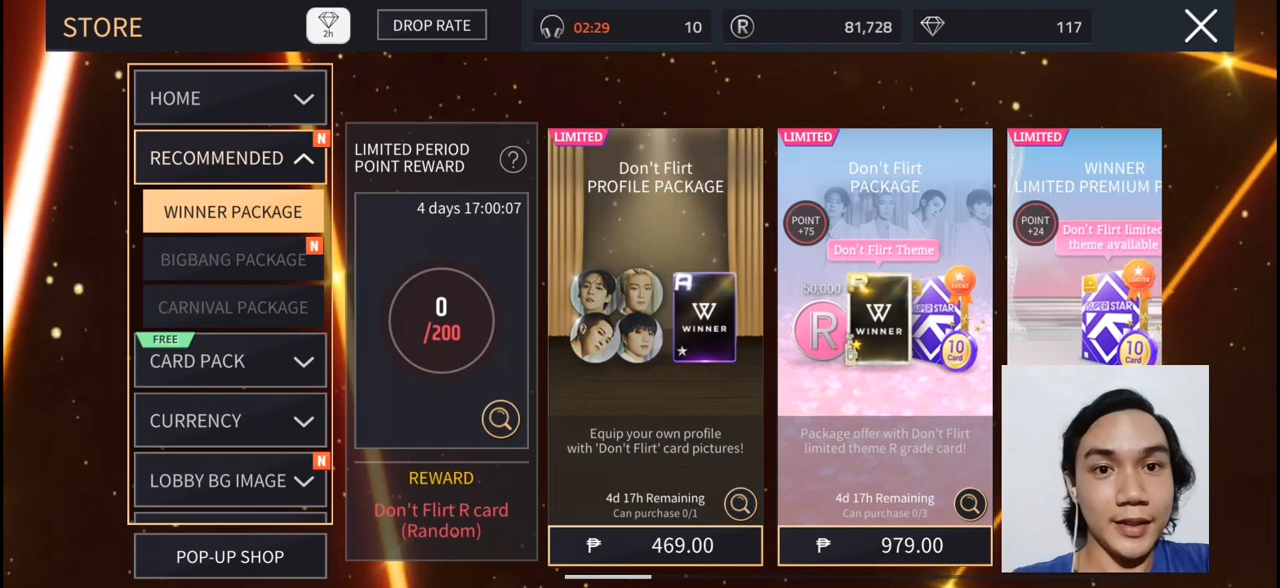 STORE
2h
DROP RATE
02:29
10
R
81,728
117
HOME
N
RECOMMENDED
WINNER PACKAGE
N
BIGBANG PACKAGE
CARNIVAL PACKAGE
FREE
CARD PACK
CURRENCY
N
LOBBY BG IMAGE
POP-UP SHOP
LIMITED PERIOD
POINT REWARD
?
4 days 17:00:07
0
/200
REWARD
Don't Flirt R card
(Random)
LIMITED
Don't Flirt
PROFILE PACKAGE
R
W
WINNER
Equip your own profile
with 'Don't Flirt' card pictures!
4d 17h Remaining
Can purchase 0/1
₱ 469.00
LIMITED
Don't Flirt
PACKAGE
POINT
+75
Don't Flirt Theme
50,000
R
R
W
WINNER
EVENT
SUPERSTAR
10
Card
Package offer with Don't Flirt
limited theme R grade card!
4d 17h Remaining
Can purchase 0/3
₱ 979.00
LIMITED
WINNER
LIMITED PREMIUM P
POINT
+24
Don't Flirt limited
theme available
SUPERSTAR
10
Card